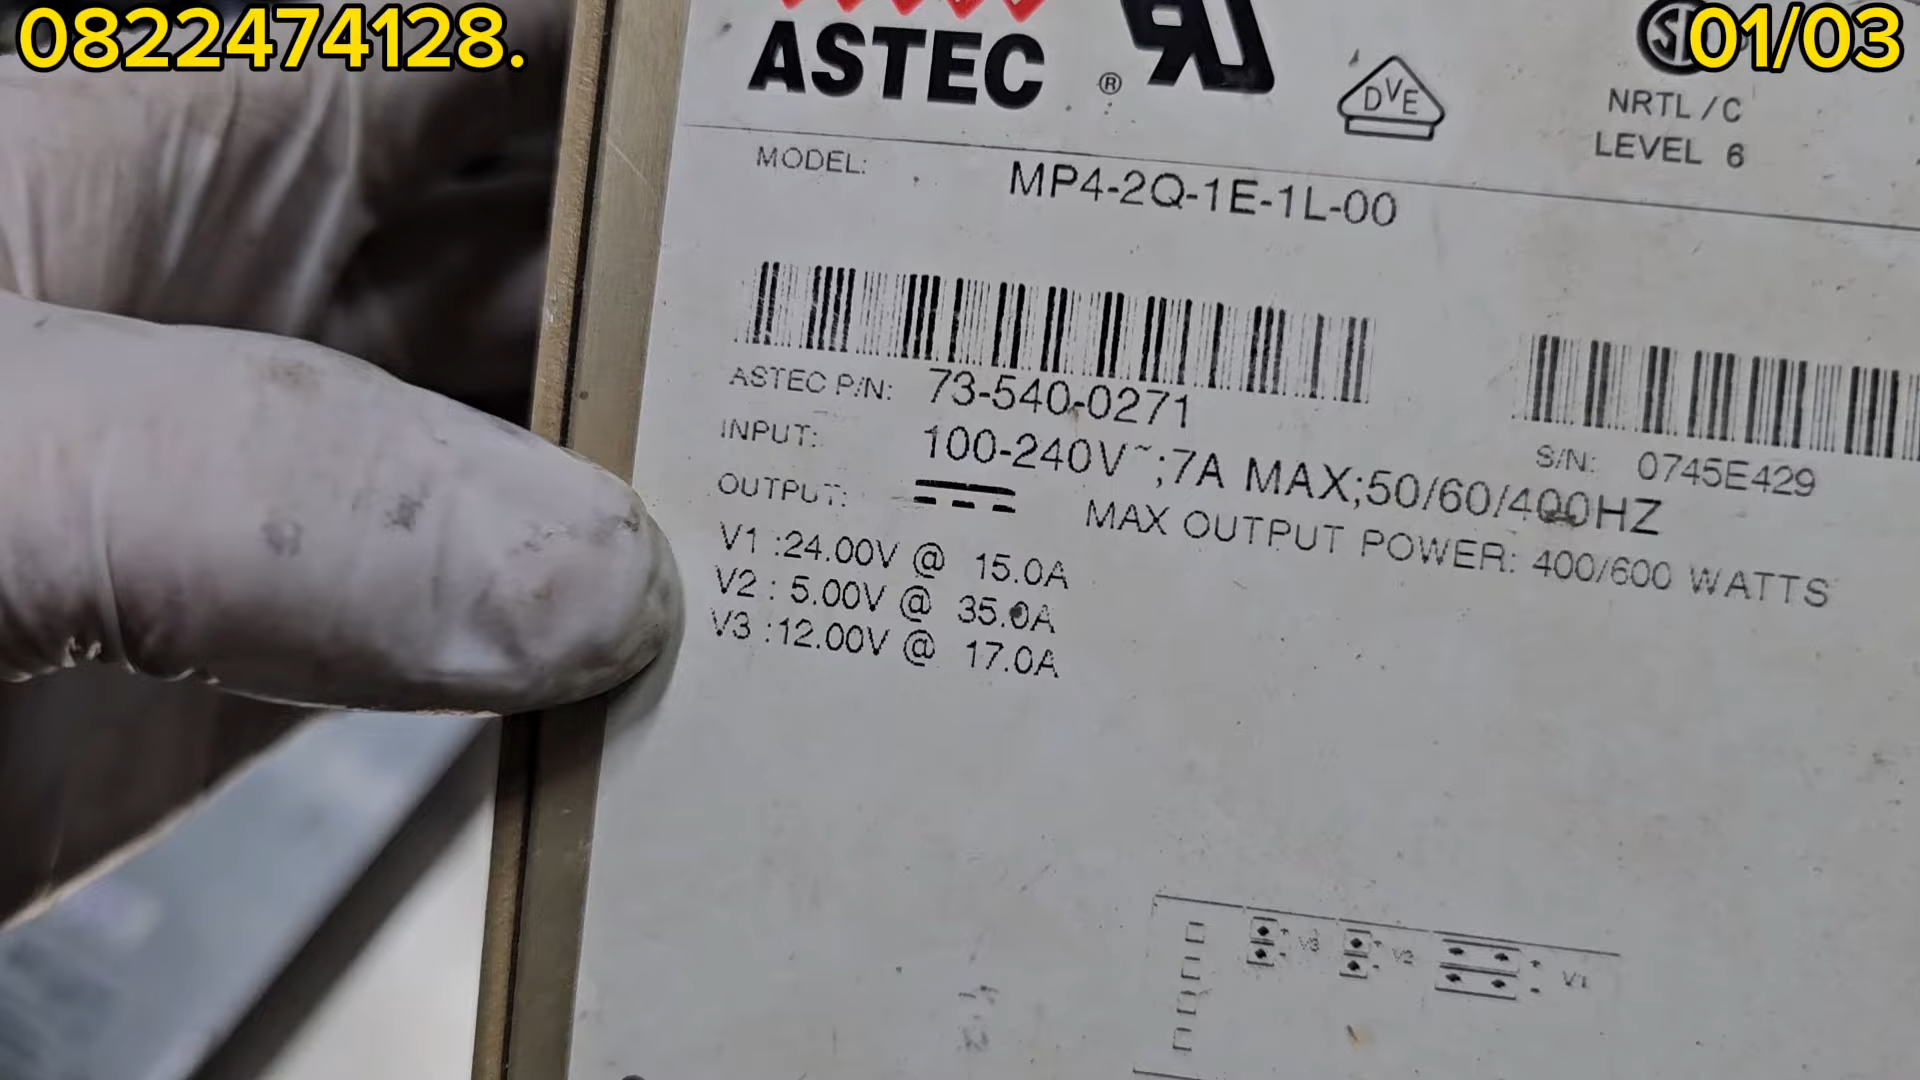 0822474128.
01/03
ASTEC
®
DVE
NRTL/C
LEVEL 6
MODEL: MP4-2Q-1E-1L-00
ASTEC P/N: 73-540-0271
S/N: 0745E429
INPUT: 100-240V~;7A MAX;50/60/400HZ
OUTPUT: MAX OUTPUT POWER: 400/600 WATTS
V1 :24.00V @ 15.0A
V2 : 5.00V @ 35.0A
V3 :12.00V @ 17.0A
V3 V2 V1